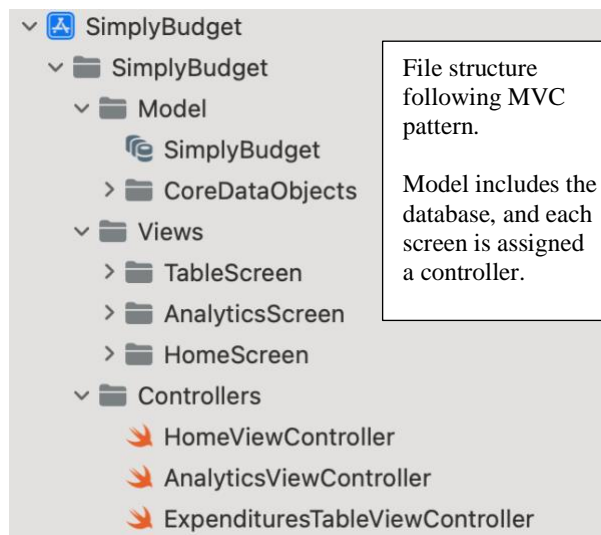 SimplyBudget
SimplyBudget
Model
SimplyBudget
CoreDataObjects
Views
TableScreen
AnalyticsScreen
HomeScreen
Controllers
HomeViewController
AnalyticsViewController
ExpendituresTableViewController
File structure
following MVC
pattern.
Model includes the
database, and each
screen is assigned
a controller.